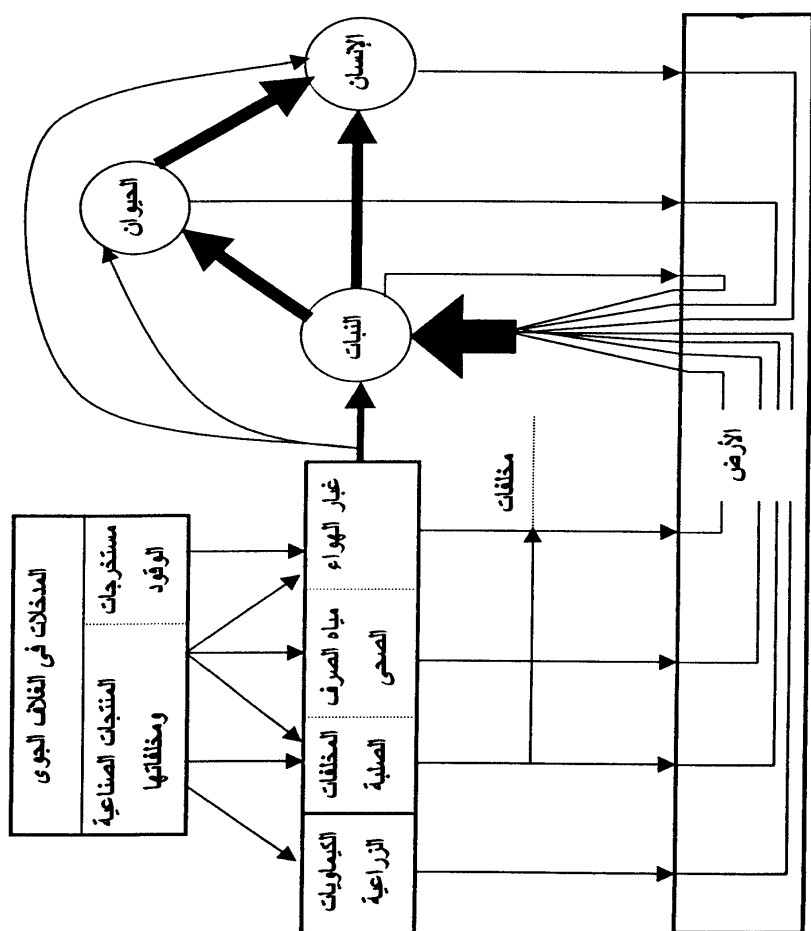 المدخلات فى الغلاف الجوى
المنتجات الصناعية
ومخلفاتها
مستخرجات
الوقود
الكيماويات
الزراعية
المخلفات
الصلبة
مياه الصرف
الصحى
غبار الهواء
مخلفات
النبات
الحيوان
الإنسان
الأرض